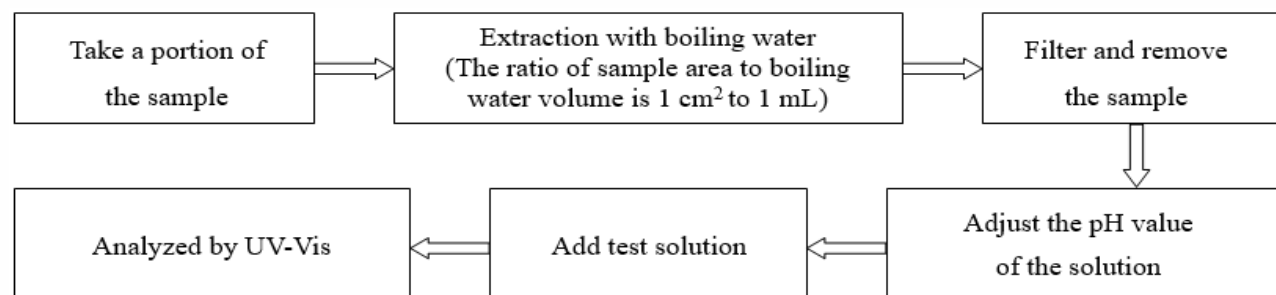 Take a portion of
the sample
Extraction with boiling water
(The ratio of sample area to boiling
water volume is 1 cm² to 1 mL)
Filter and remove
the sample
Adjust the pH value
of the solution
Add test solution
Analyzed by UV-Vis